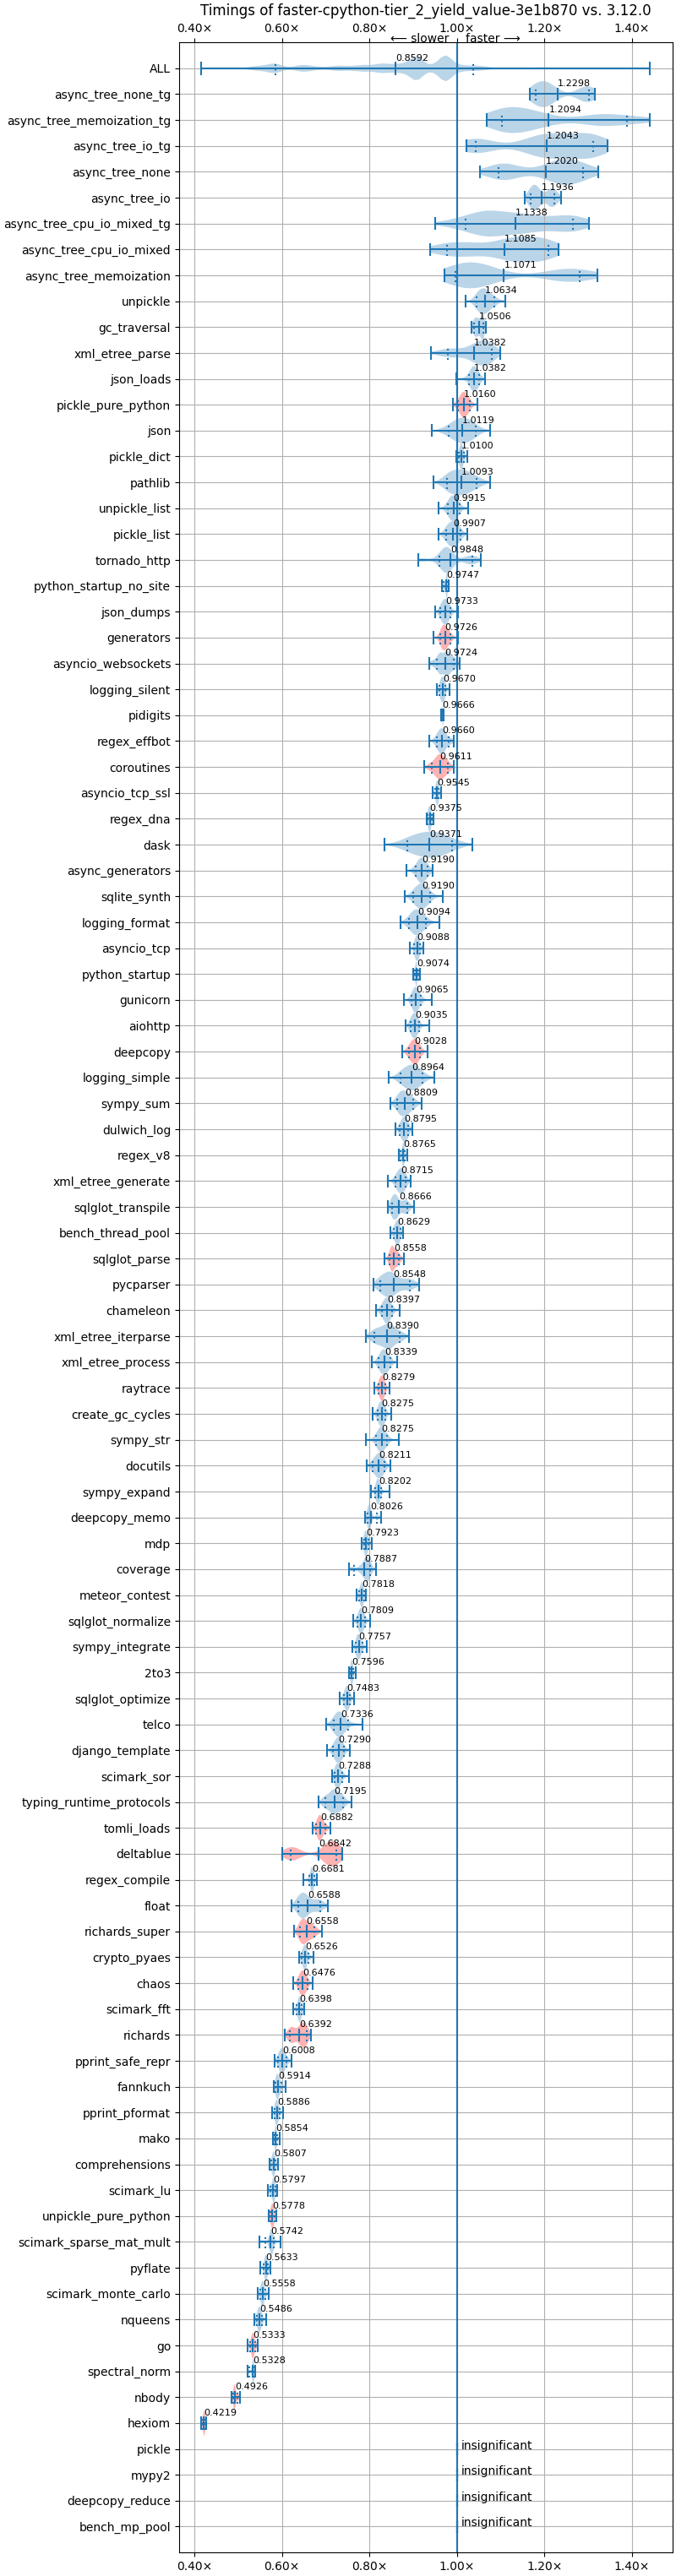 Timings of faster-cpython-tier_2_yield_value-3e1b870 vs. 3.12.0
0.40× 0.60× 0.80× 1.00× 1.20× 1.40×
⟵ slower faster ⟶
ALL 0.8592
async_tree_none_tg 1.2298
async_tree_memoization_tg 1.2094
async_tree_io_tg 1.2043
async_tree_none 1.2020
async_tree_io 1.1936
async_tree_cpu_io_mixed_tg 1.1338
async_tree_cpu_io_mixed 1.1085
async_tree_memoization 1.1071
unpickle 1.0634
gc_traversal 1.0506
xml_etree_parse 1.0382
json_loads 1.0382
pickle_pure_python 1.0160
json 1.0119
pickle_dict 1.0100
pathlib 1.0093
unpickle_list 0.9915
pickle_list 0.9907
tornado_http 0.9848
python_startup_no_site 0.9747
json_dumps 0.9733
generators 0.9726
asyncio_websockets 0.9724
logging_silent 0.9670
pidigits 0.9666
regex_effbot 0.9660
coroutines 0.9611
asyncio_tcp_ssl 0.9545
regex_dna 0.9375
dask 0.9371
async_generators 0.9190
sqlite_synth 0.9190
logging_format 0.9094
asyncio_tcp 0.9088
python_startup 0.9074
gunicorn 0.9065
aiohttp 0.9035
deepcopy 0.9028
logging_simple 0.8964
sympy_sum 0.8809
dulwich_log 0.8795
regex_v8 0.8765
xml_etree_generate 0.8715
sqlglot_transpile 0.8666
bench_thread_pool 0.8629
sqlglot_parse 0.8558
pycparser 0.8548
chameleon 0.8397
xml_etree_iterparse 0.8390
xml_etree_process 0.8339
raytrace 0.8279
create_gc_cycles 0.8275
sympy_str 0.8275
docutils 0.8211
sympy_expand 0.8202
deepcopy_memo 0.8026
mdp 0.7923
coverage 0.7887
meteor_contest 0.7818
sqlglot_normalize 0.7809
sympy_integrate 0.7757
2to3 0.7596
sqlglot_optimize 0.7483
telco 0.7336
django_template 0.7290
scimark_sor 0.7288
typing_runtime_protocols 0.7195
tomli_loads 0.6882
deltablue 0.6842
regex_compile 0.6681
float 0.6588
richards_super 0.6558
crypto_pyaes 0.6526
chaos 0.6476
scimark_fft 0.6398
richards 0.6392
pprint_safe_repr 0.6008
fannkuch 0.5914
pprint_pformat 0.5886
mako 0.5854
comprehensions 0.5807
scimark_lu 0.5797
unpickle_pure_python 0.5778
scimark_sparse_mat_mult 0.5742
pyflate 0.5633
scimark_monte_carlo 0.5558
nqueens 0.5486
go 0.5333
spectral_norm 0.5328
nbody 0.4926
hexiom 0.4219
pickle insignificant
mypy2 insignificant
deepcopy_reduce insignificant
bench_mp_pool insignificant
0.40× 0.60× 0.80× 1.00× 1.20× 1.40×